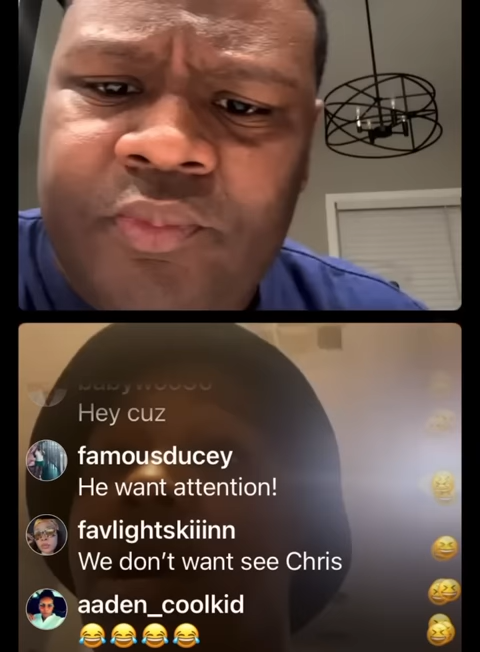 Hey cuz
famousducey
He want attention!
favlightskiiinn
We don’t want see Chris
aaden_coolkid
😂😂😂😂